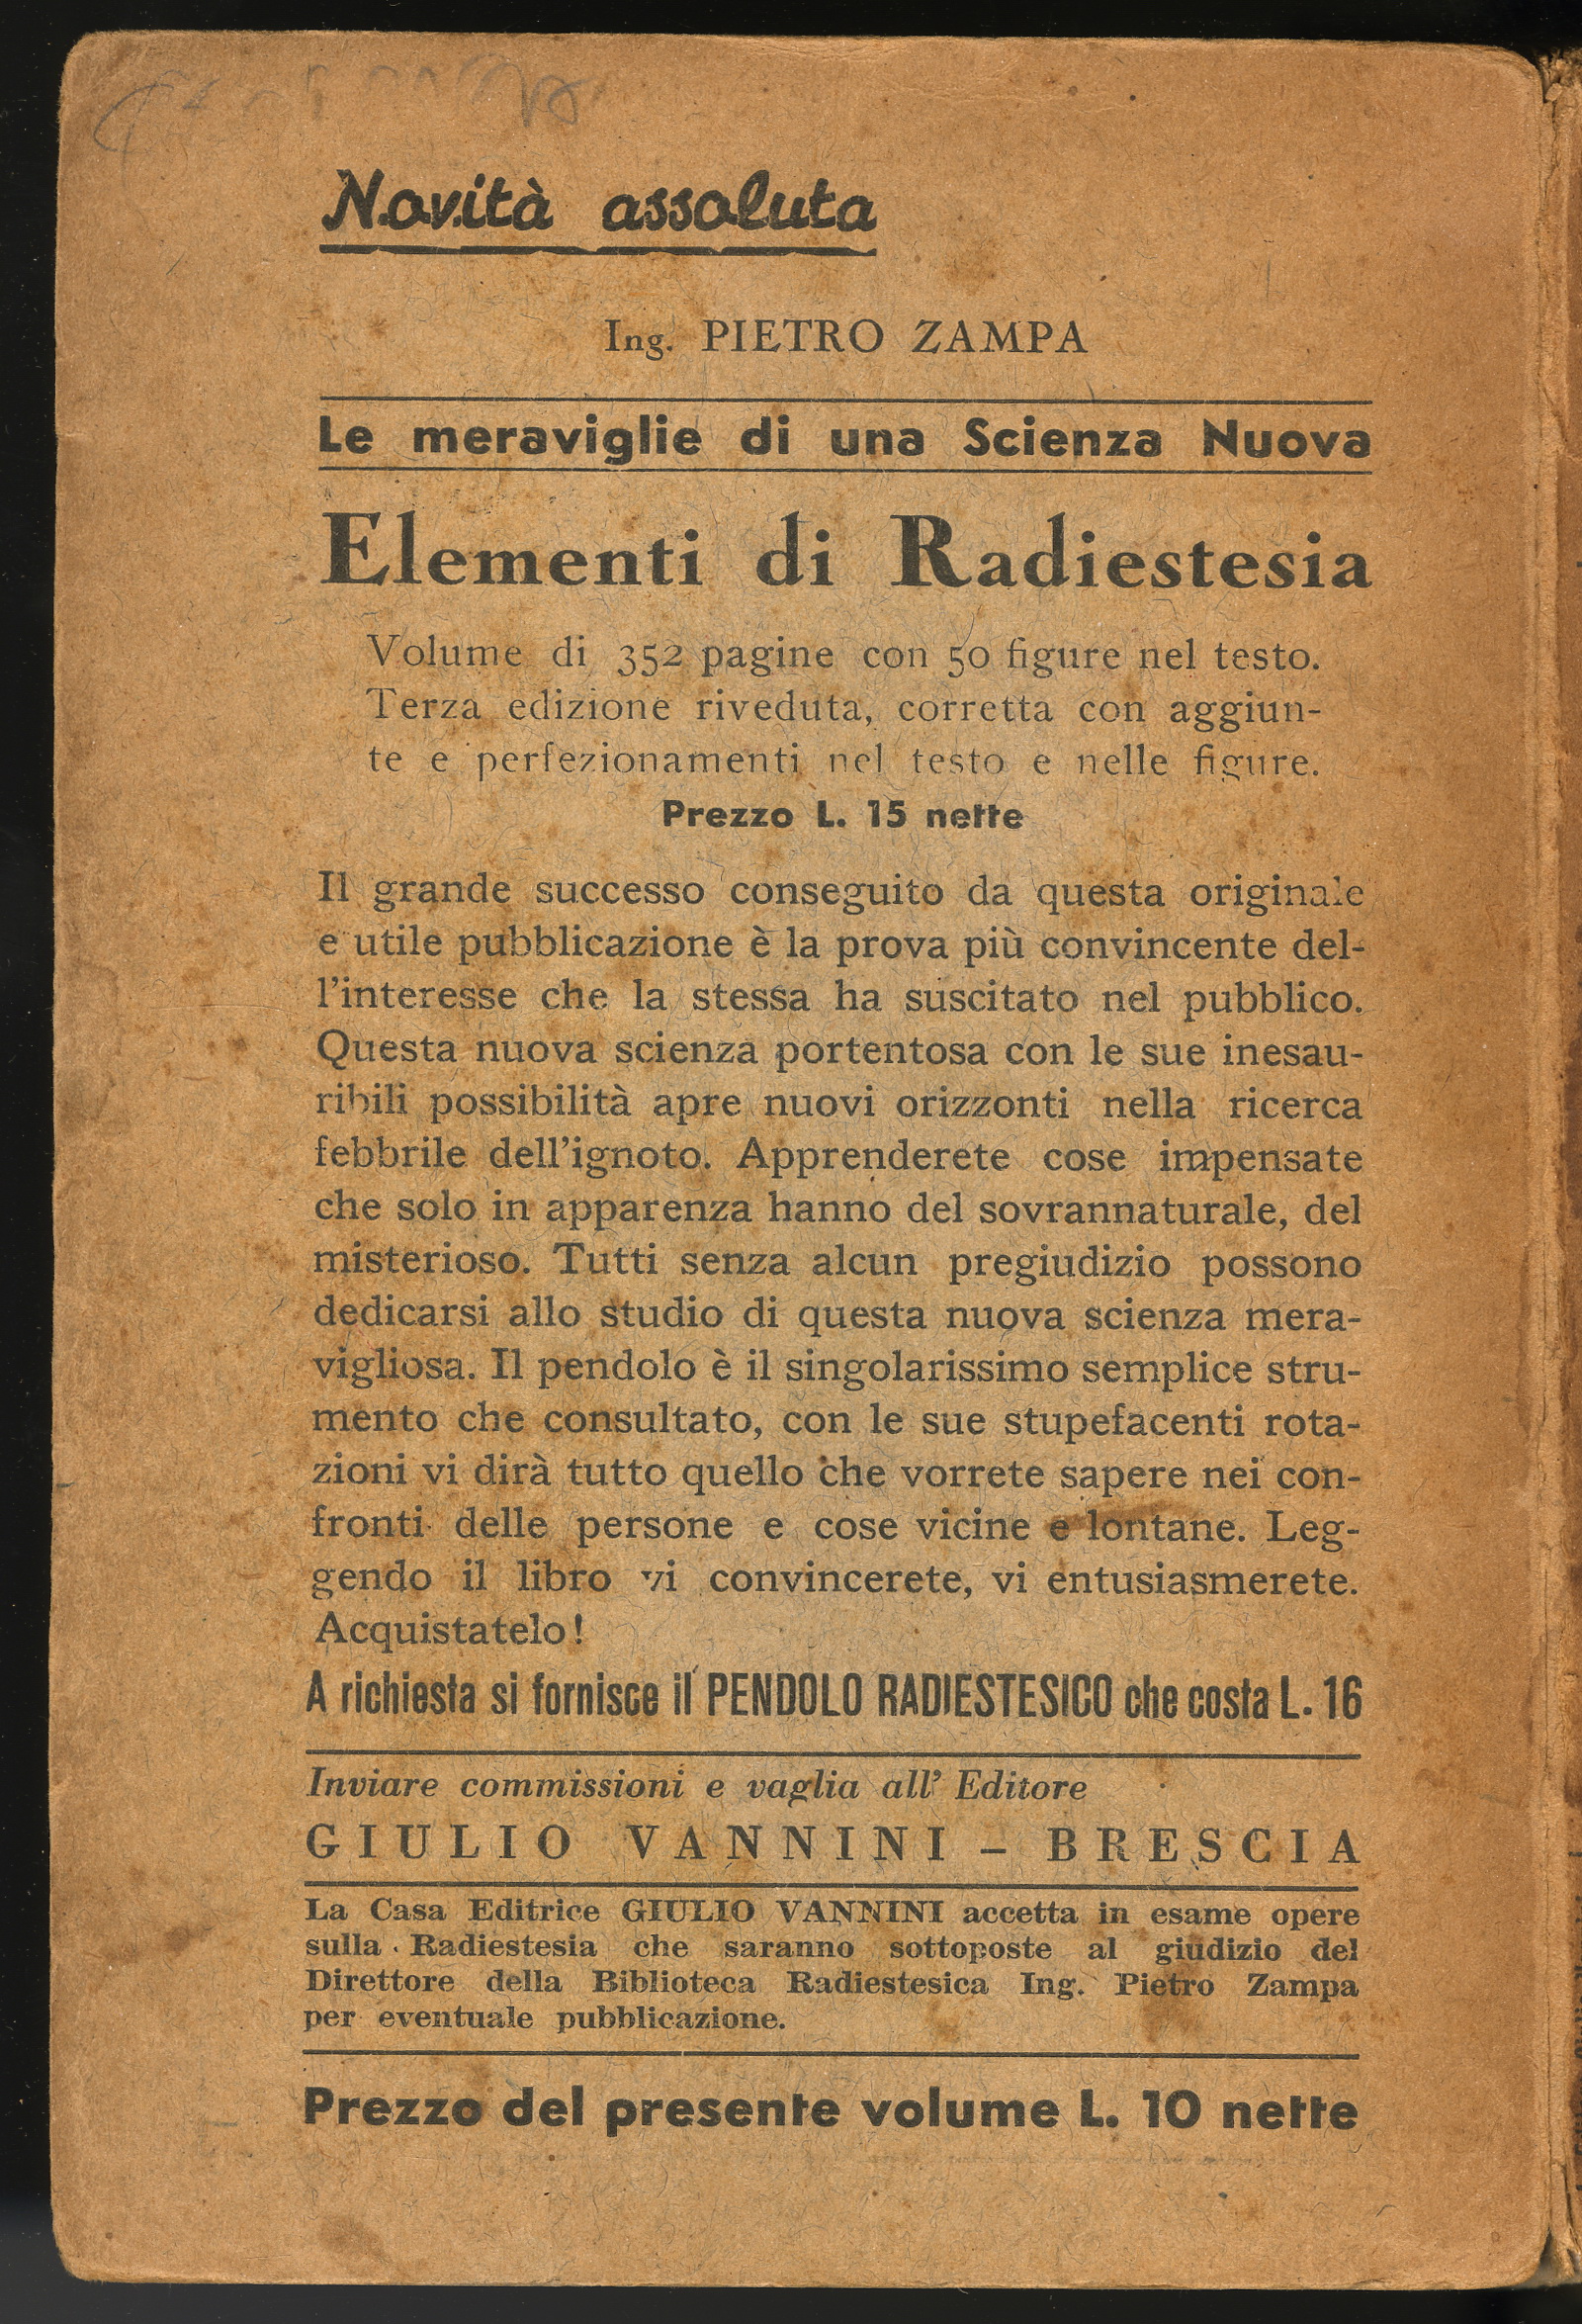 Novità assoluta
Ing. PIETRO ZAMPA
Le meraviglie di una Scienza Nuova
Elementi di Radiestesia
Volume di 352 pagine con 50 figure nel testo.
Terza edizione riveduta, corretta con aggiun-
te e perfezionamenti nel testo e nelle figure.
Prezzo L. 15 nette
Il grande successo conseguito da questa originale
e utile pubblicazione è la prova più convincente del-
l'interesse che la stessa ha suscitato nel pubblico.
Questa nuova scienza portentosa con le sue inesau-
ribili possibilità apre nuovi orizzonti nella ricerca
febbrile dell'ignoto. Apprenderete cose impensate
che solo in apparenza hanno del sovrannaturale, del
misterioso. Tutti senza alcun pregiudizio possono
dedicarsi allo studio di questa nuova scienza mera-
vigliosa. Il pendolo è il singolarissimo semplice stru-
mento che consultato, con le sue stupefacenti rota-
zioni vi dirà tutto quello che vorrete sapere nei con-
fronti delle persone e cose vicine e lontane. Leg-
gendo il libro vi convincerete, vi entusiasmerete.
Acquistatelo!
A richiesta si fornisce il PENDOLO RADIESTESICO che costa L. 16
Inviare commissioni e vaglia all' Editore
GIULIO VANNINI - BRESCIA
La Casa Editrice GIULIO VANNINI accetta in esame opere
sulla Radiestesia che saranno sottoposte al giudizio del
Direttore della Biblioteca Radiestesica Ing. Pietro Zampa
per eventuale pubblicazione.
Prezzo del presente volume L. 10 nette